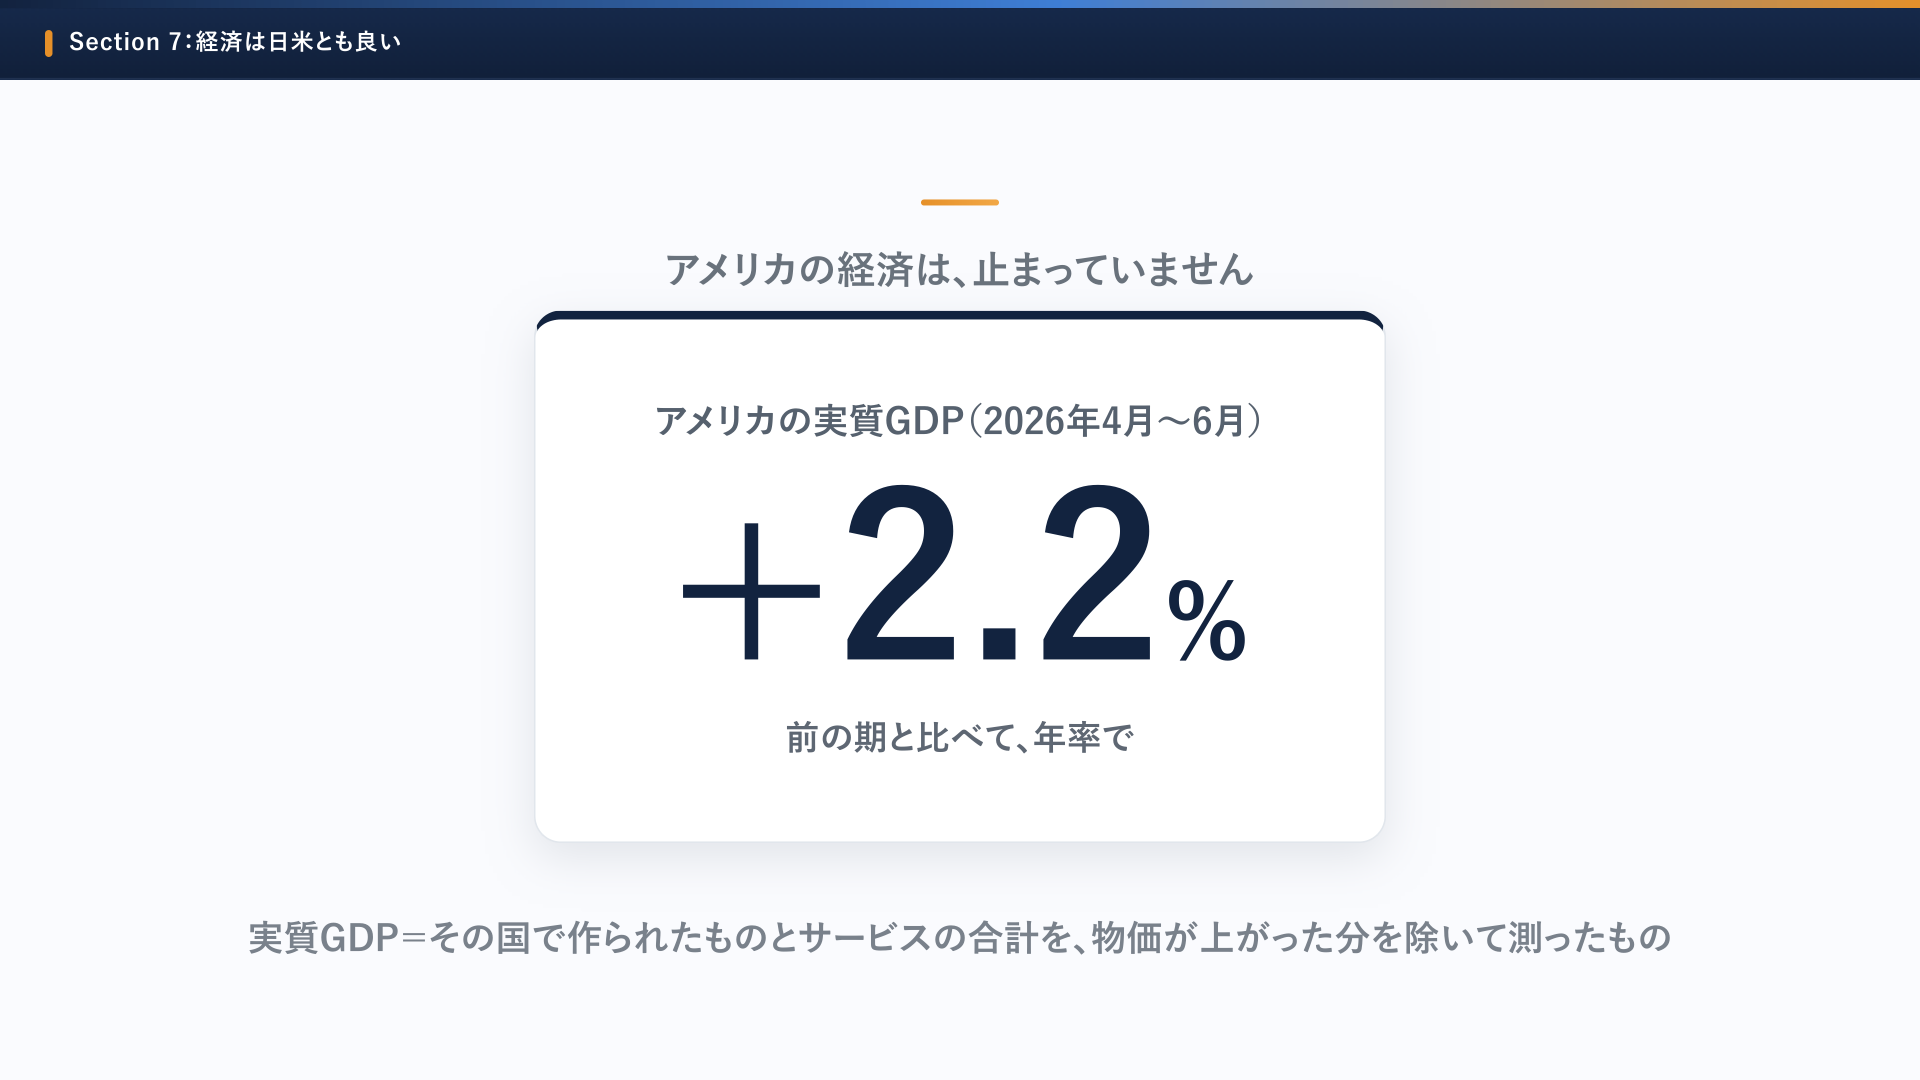 Section 7：経済は日米とも良い
アメリカの経済は、止まっていません
アメリカの実質GDP（2026年4月～6月）
＋2.2%
前の期と比べて、年率で
実質GDP＝その国で作られたものとサービスの合計を、物価が上がった分を除いて測ったもの